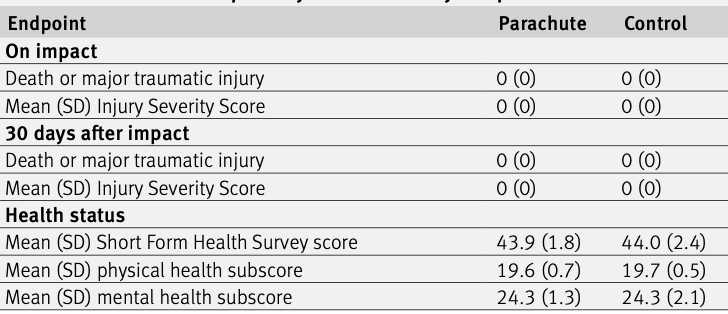 Endpoint Parachute Control
On impact
Death or major traumatic injury 0 (0) 0 (0)
Mean (SD) Injury Severity Score 0 (0) 0 (0)
30 days after impact
Death or major traumatic injury 0 (0) 0 (0)
Mean (SD) Injury Severity Score 0 (0) 0 (0)
Health status
Mean (SD) Short Form Health Survey score 43.9 (1.8) 44.0 (2.4)
Mean (SD) physical health subscore 19.6 (0.7) 19.7 (0.5)
Mean (SD) mental health subscore 24.3 (1.3) 24.3 (2.1)